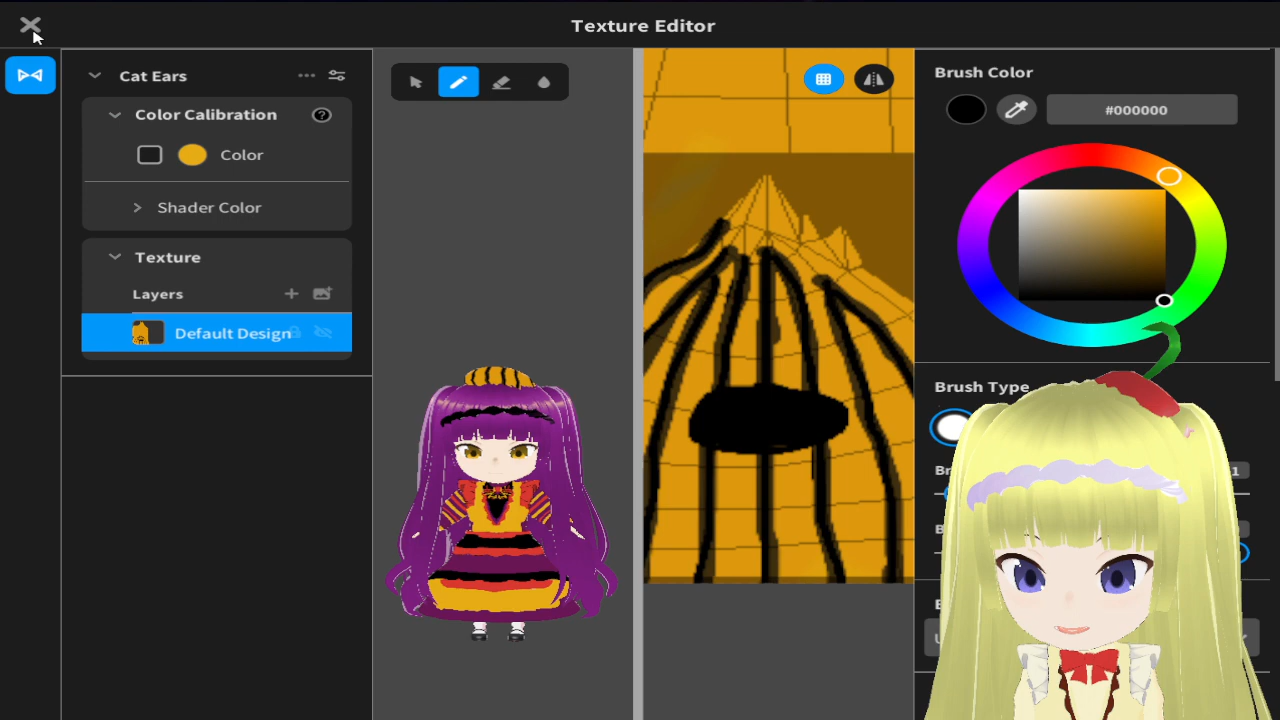 Texture Editor
Cat Ears
Color Calibration
Color
Shader Color
Texture
Layers
Default Design
Brush Color
#000000
Brush Type